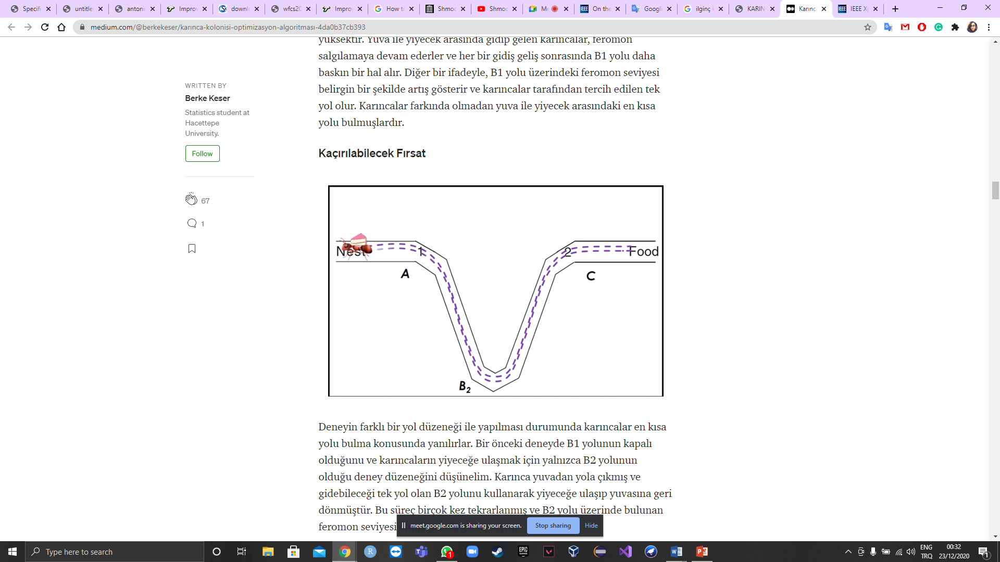 Specifi
untitle
antoni
Improv
downlo
wfcs20
Improv
How to
Shmoo
Shmoo
Me
On the
Google
ilginç k
KARIN
Karınca
IEEE Xp
medium.com/@berkekeser/karınca-kolonisi-optimizasyon-algoritması-4da0b37cb393
yüksektir. Yuva ile yiyecek arasında gidip gelen karıncalar, feromon
salgılamaya devam ederler ve her bir gidiş geliş sonrasında B1 yolu daha
baskın bir hal alır. Diğer bir ifadeyle, B1 yolu üzerindeki feromon seviyesi
belirgin bir şekilde artış gösterir ve karıncalar tarafından tercih edilen tek
yol olur. Karıncalar farkında olmadan yuva ile yiyecek arasındaki en kısa
yolu bulmuşlardır.
WRITTEN BY
Berke Keser
Statistics student at
Hacettepe
University.
Follow
67
1
Kaçırılabilecek Fırsat
Nest
1
2
Food
A
C
B2
Deneyin farklı bir yol düzeneği ile yapılması durumunda karıncalar en kısa
yolu bulma konusunda yanılırlar. Bir önceki deneyde B1 yolunun kapalı
olduğunu ve karıncaların yiyeceğe ulaşmak için yalnızca B2 yolunun
olduğu deney düzeneğini düşünelim. Karınca yuvadan yola çıkmış ve
gidebileceği tek yol olan B2 yolunu kullanarak yiyeceğe ulaşıp yuvasına geri
dönmüştür. Bu süreç birçok kez tekrarlanmış ve B2 yolu üzerinde bulunan
feromon seviyesi
meet.google.com is sharing your screen.
Stop sharing
Hide
Type here to search
ENG
TRQ
00:32
23/12/2020